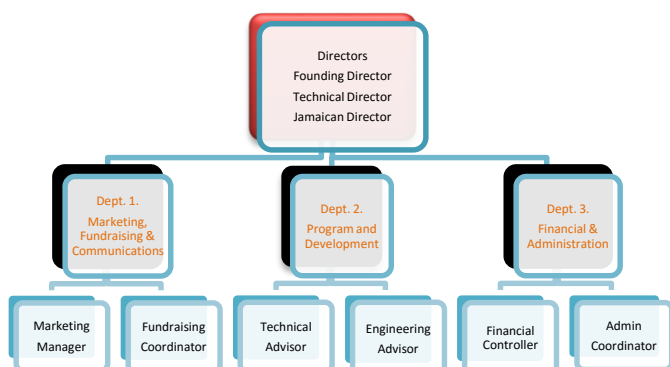 Directors
Founding Director
Technical Director
Jamaican Director
Dept. 1.
Marketing,
Fundraising &
Communications
Dept. 2.
Program and
Development
Dept. 3.
Financial &
Administration
Marketing
Manager
Fundraising
Coordinator
Technical
Advisor
Engineering
Advisor
Financial
Controller
Admin
Coordinator